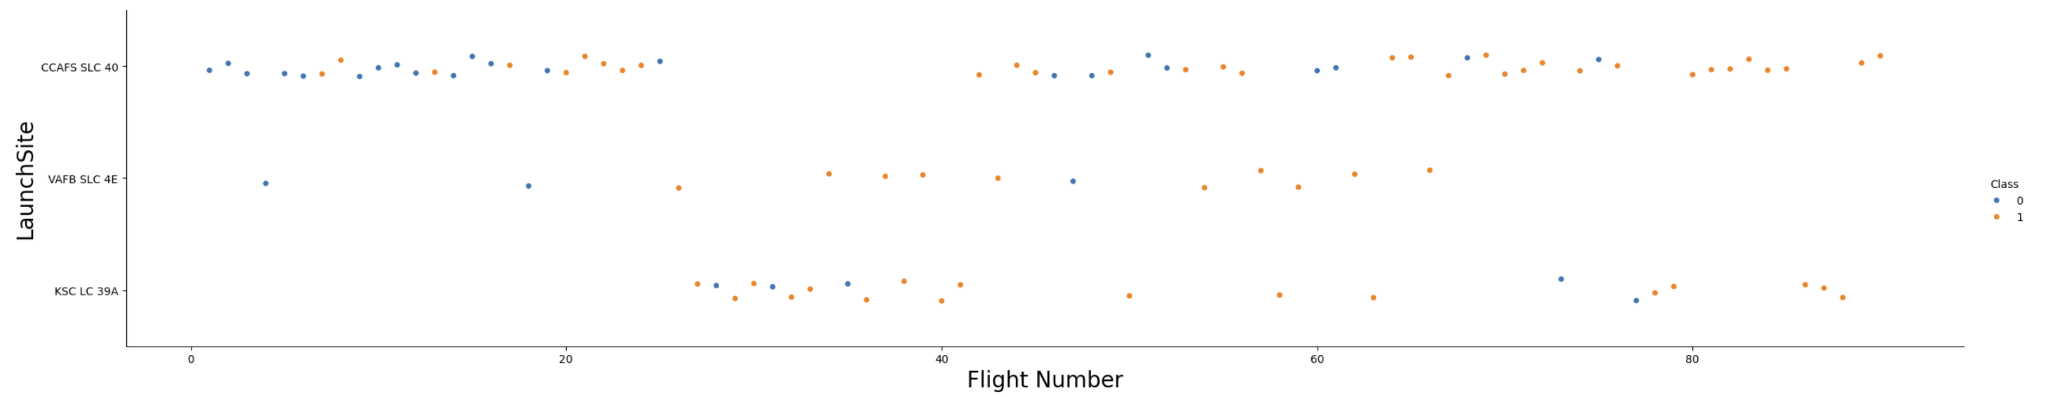 LaunchSite
CCAFS SLC 40
VAFB SLC 4E
KSC LC 39A
0 20 40 60 80
Flight Number
Class
0
1